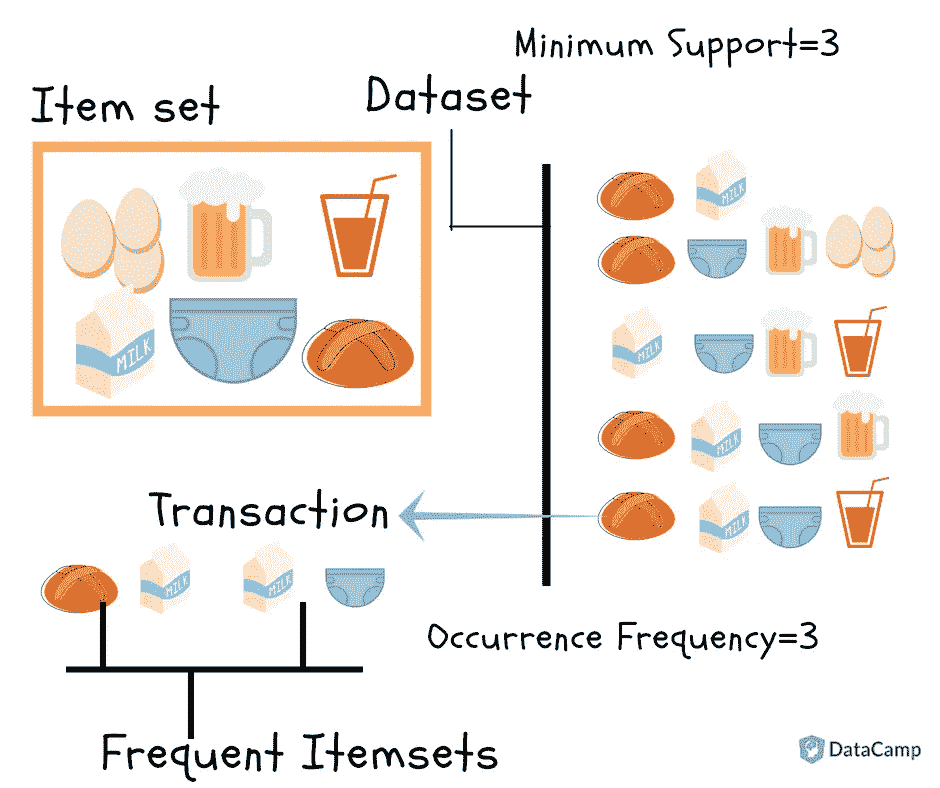 Minimum Support=3
Item set
Dataset
MILK
MILK
MILK
MILK
MILK
Transaction
MILK
MILK
Occurrence Frequency=3
Frequent Itemsets
DataCamp